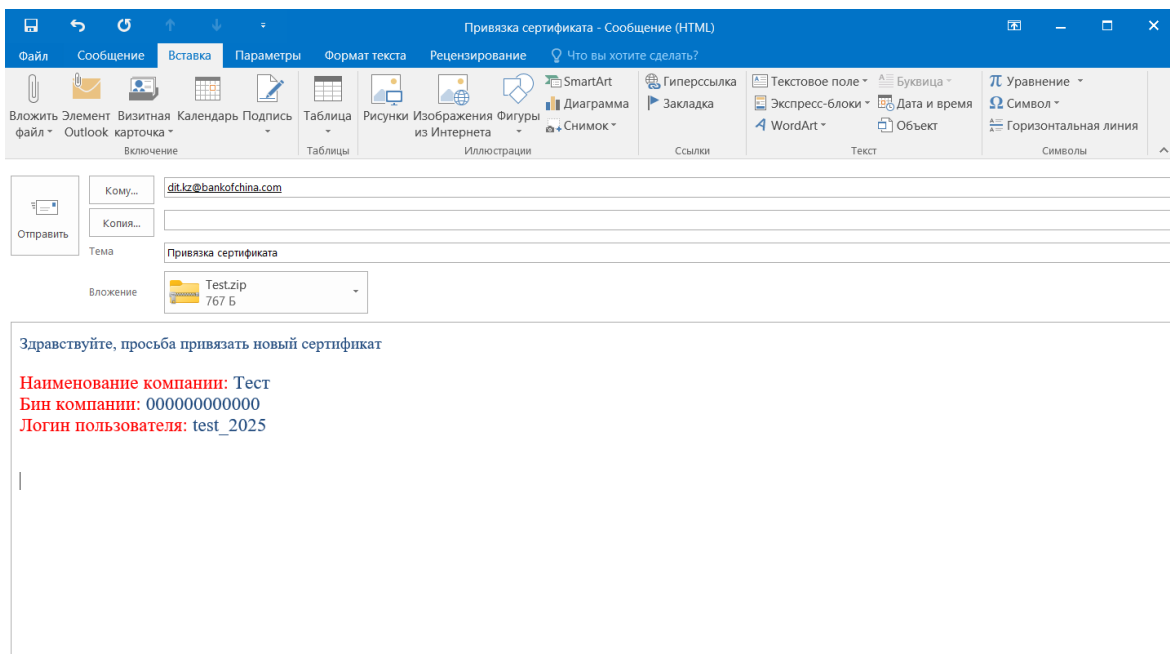 Привязка сертификата - Сообщение (HTML)
Файл Сообщение Вставка Параметры Формат текста Рецензирование Что вы хотите сделать?
Вложить файл
Элемент Outlook
Визитная карточка
Календарь
Подпись
Таблица
Рисунки
Изображения из Интернета
Фигуры
SmartArt
Диаграмма
Снимок
Гиперссылка
Закладка
Текстовое поле
Экспресс-блоки
WordArt
Буквица
Дата и время
Объект
π Уравнение
Ω Символ
Горизонтальная линия
Включение Таблицы Иллюстрации Ссылки Текст Символы
Отправить
Кому... dit.kz@bankofchina.com
Копия...
Тема Привязка сертификата
Вложение Test.zip
767 Б
Здравствуйте, просьба привязать новый сертификат
Наименование компании: Тест
Бин компании: 000000000000
Логин пользователя: test_2025